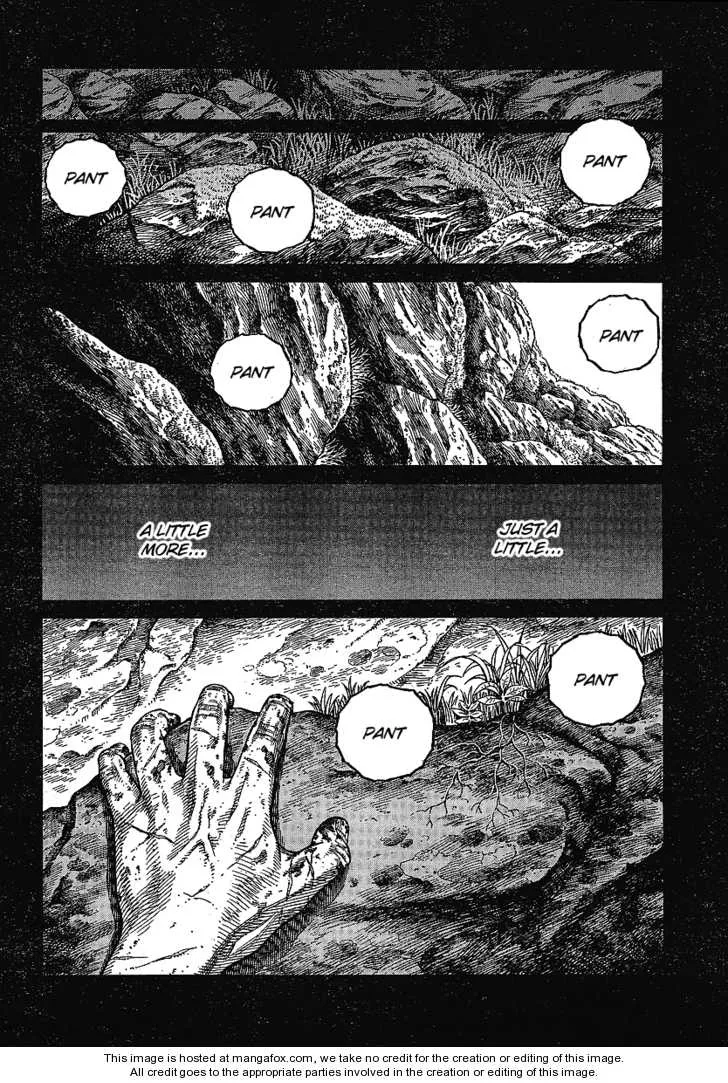 PANT
PANT
PANT
PANT
PANT
JUST A
LITTLE...
A LITTLE
MORE...
PANT
PANT
This image is hosted at mangafox.com, we take no credit for the creation or editing of this image.
All credit goes to the appropriate parties involved in the creation or editing of this image.